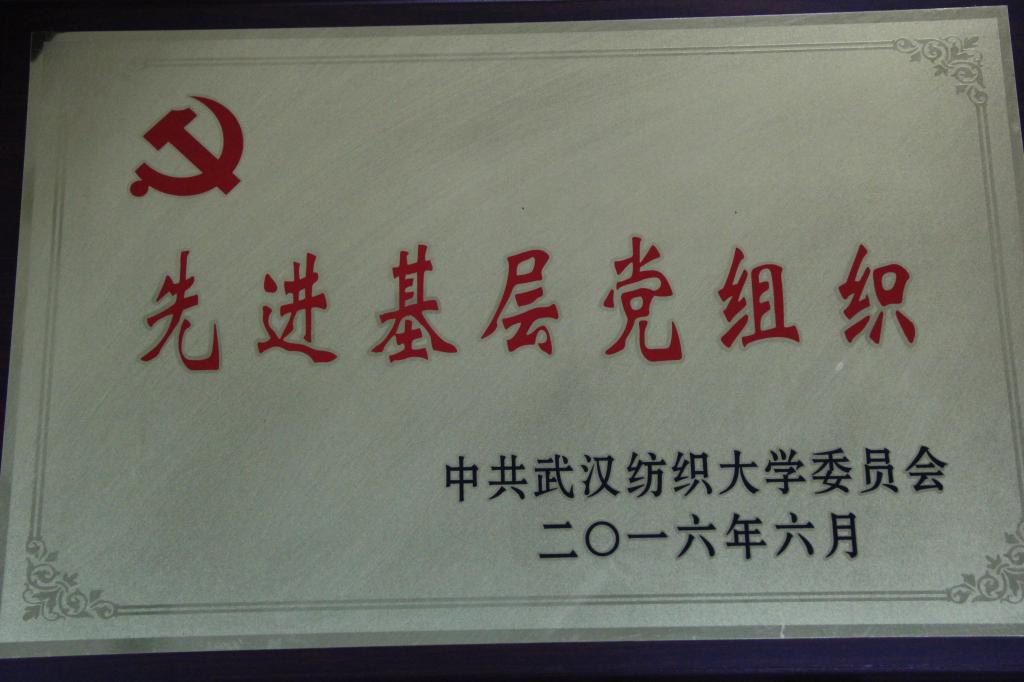 先进基层党组织
中共武汉纺织大学委员会
二〇一六年六月